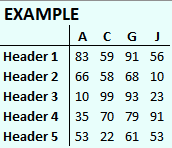 EXAMPLE
A C G J
Header 1 83 59 91 56
Header 2 66 58 68 10
Header 3 10 99 93 23
Header 4 35 70 79 91
Header 5 53 22 61 53